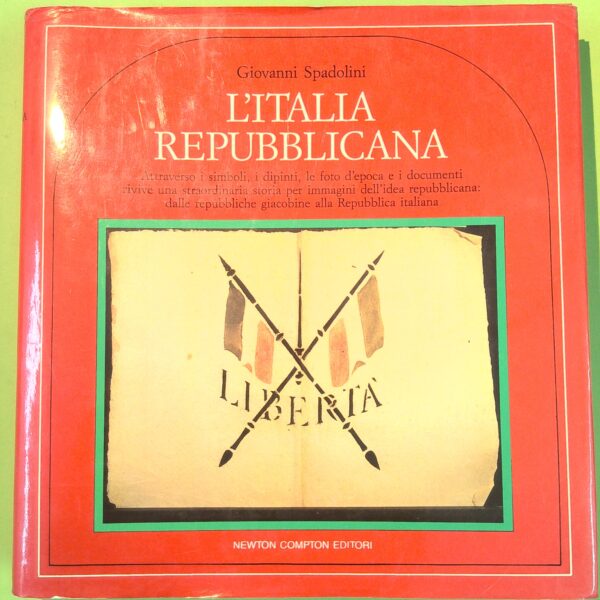 Giovanni Spadolini
L'ITALIA
REPUBBLICANA
Attraverso i simboli, i dipinti, le foto d'epoca e i documenti
rivive una straordinaria storia per immagini dell'idea repubblicana:
dalle repubbliche giacobine alla Repubblica italiana
LIBERTA'
NEWTON COMPTON EDITORI